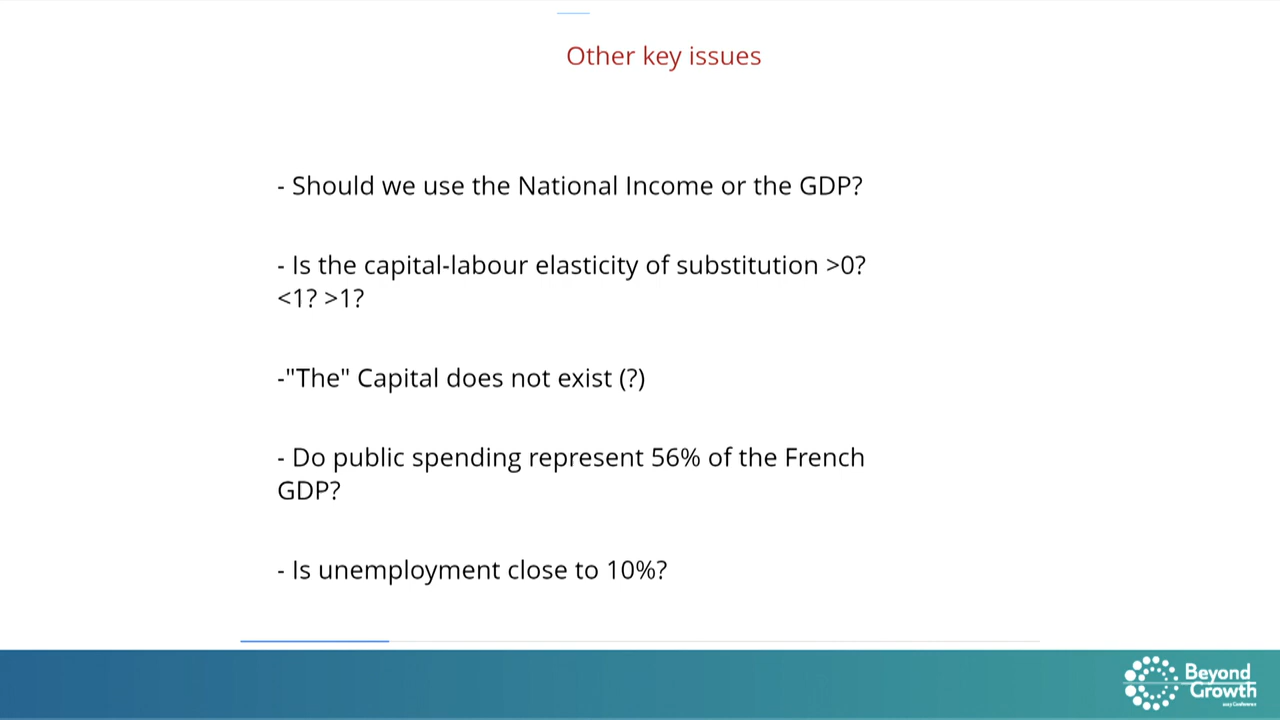 Other key issues
- Should we use the National Income or the GDP?
- Is the capital-labour elasticity of substitution >0?
<1? >1?
-"The" Capital does not exist (?)
- Do public spending represent 56% of the French
GDP?
- Is unemployment close to 10%?
Beyond
Growth